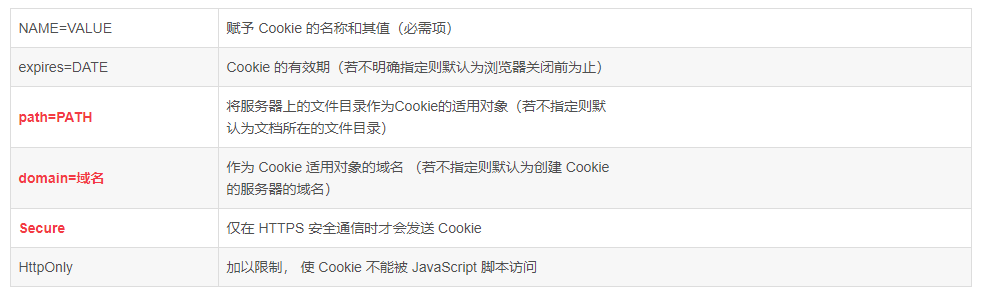 NAME=VALUE
赋予 Cookie 的名称和其值（必需项）
expires=DATE
Cookie 的有效期（若不明确指定则默认为浏览器关闭前为止）
path=PATH
将服务器上的文件目录作为Cookie的适用对象（若不指定则默
认为文档所在的文件目录）
domain=域名
作为 Cookie 适用对象的域名 （若不指定则默认为创建 Cookie
的服务器的域名）
Secure
仅在 HTTPS 安全通信时才会发送 Cookie
HttpOnly
加以限制， 使 Cookie 不能被 JavaScript 脚本访问